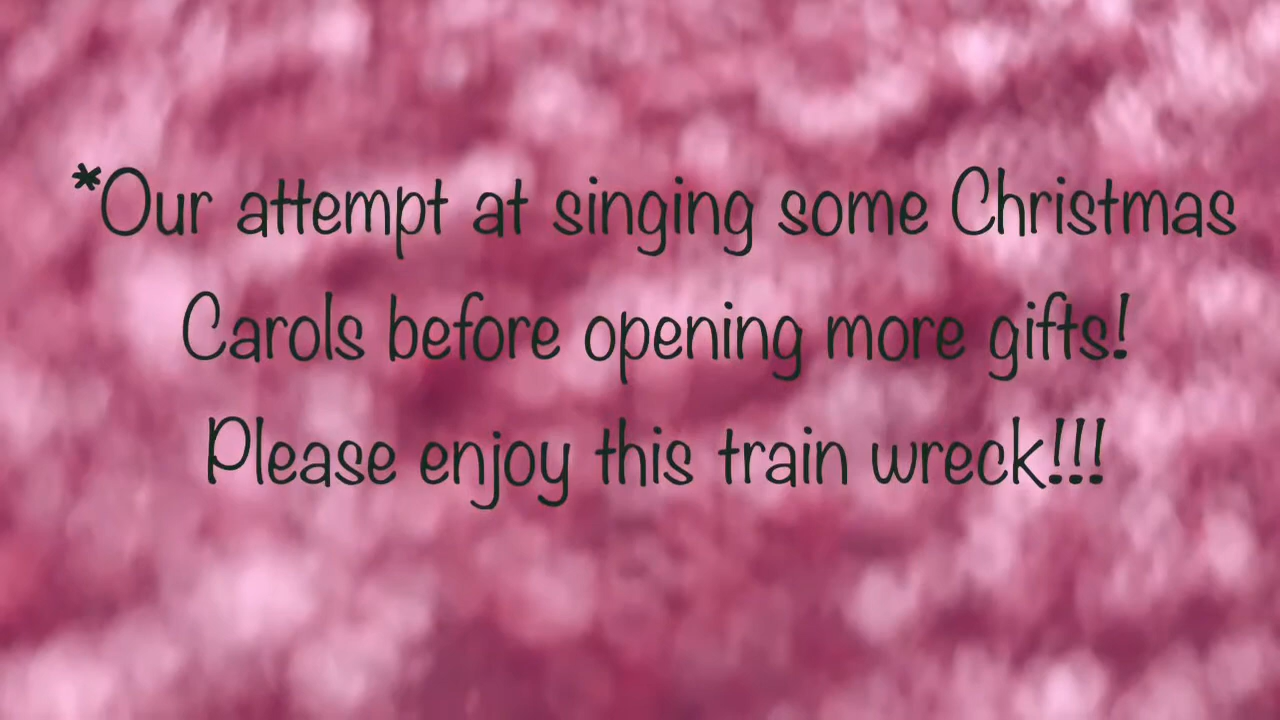 *Our attempt at singing some Christmas
Carols before opening more gifts!
Please enjoy this train wreck!!!